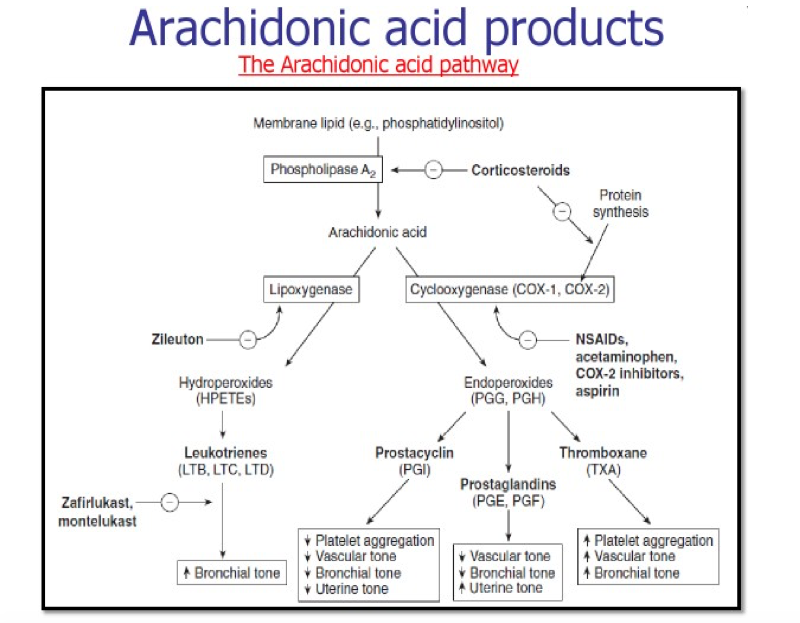 Arachidonic acid products
The Arachidonic acid pathway
Membrane lipid (e.g., phosphatidylinositol)
Phospholipase A₂
Corticosteroids
Protein
synthesis
Arachidonic acid
Lipoxygenase
Cyclooxygenase (COX-1, COX-2)
Zileuton
NSAIDs,
acetaminophen,
COX-2 inhibitors,
aspirin
Hydroperoxides
(HPETEs)
Endoperoxides
(PGG, PGH)
Leukotrienes
(LTB, LTC, LTD)
Prostacyclin
(PGI)
Prostaglandins
(PGE, PGF)
Thromboxane
(TXA)
Zafirlukast,
montelukast
↑ Bronchial tone
↓ Platelet aggregation
↓ Vascular tone
↓ Bronchial tone
↓ Uterine tone
↓ Vascular tone
↓ Bronchial tone
↑ Uterine tone
↑ Platelet aggregation
↑ Vascular tone
↑ Bronchial tone